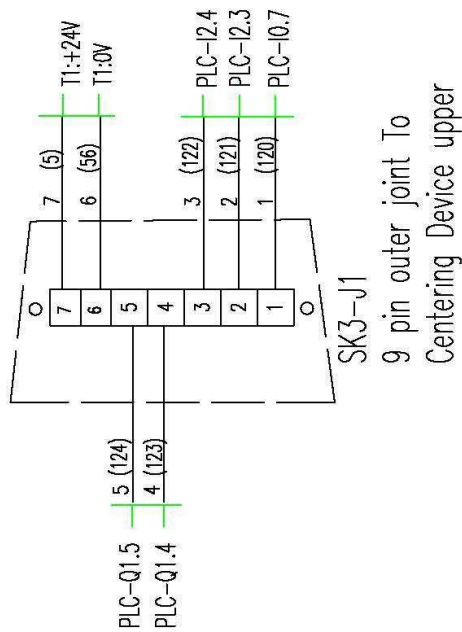 T1:+24V
T1:0V
PLC-I2.4
PLC-I2.3
PLC-I0.7
7 (5)
6 (56)
3 (122)
2 (121)
1 (120)
7
6
5
4
3
2
1
5 (124)
4 (123)
PLC-Q1.5
PLC-Q1.4
SK3-J1
9 pin outer joint To
Centering Device upper